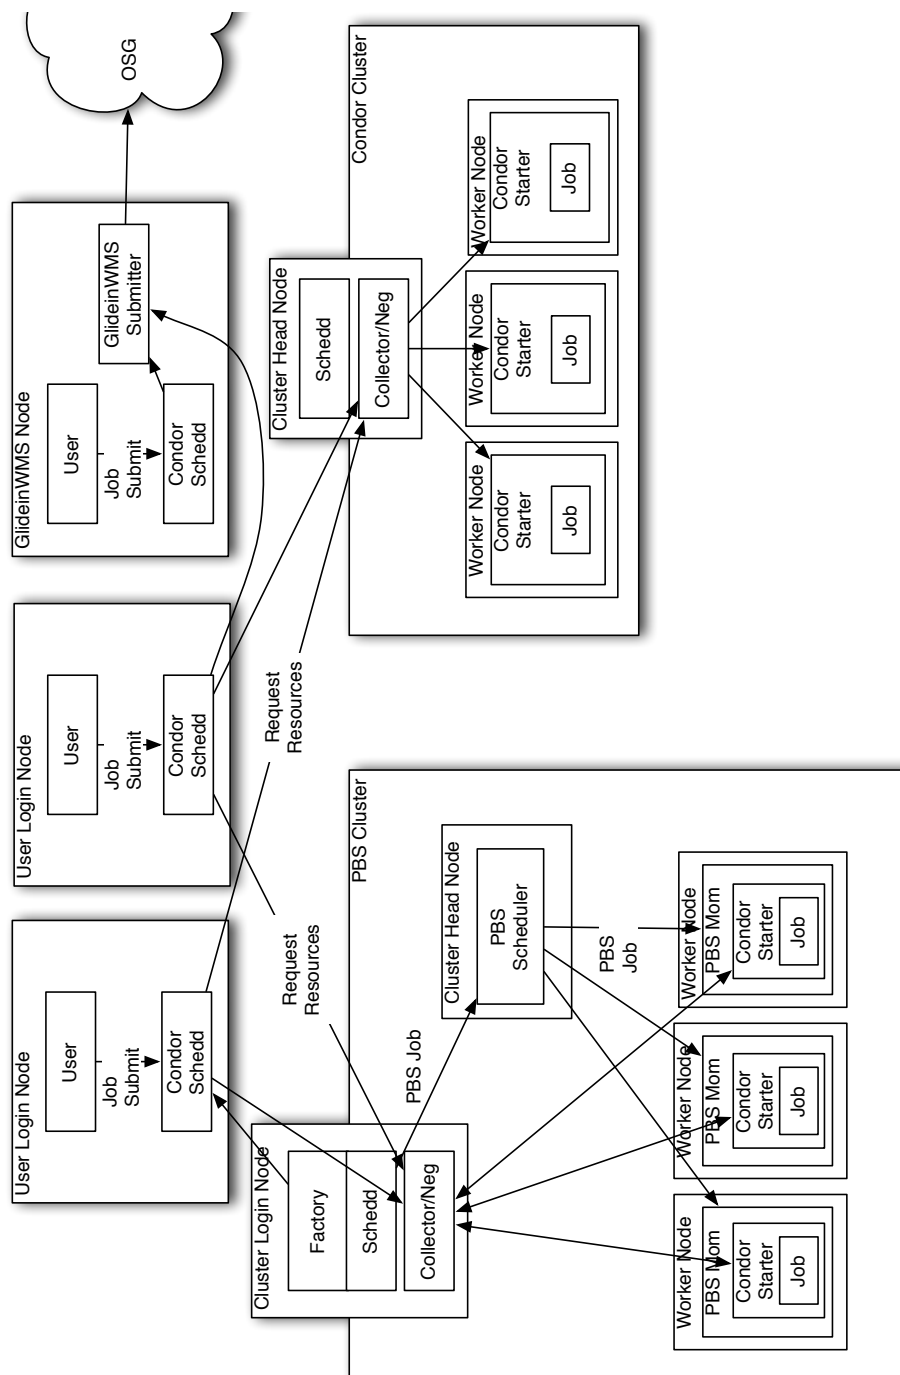 User Login Node
User
Job
Submit
Condor
Schedd
User Login Node
User
Job
Submit
Condor
Schedd
GlideinWMS Node
User
Job
Submit
Condor
Schedd
GlideinWMS
Submitter
OSG
Request
Resources
Request
Resources
Cluster Login Node
Factory
Schedd
Collector/Neg
PBS Cluster
PBS Job
Cluster Head Node
PBS
Scheduler
PBS
Job
Worker Node
PBS Mom
Condor
Starter
Job
Worker Node
PBS Mom
Condor
Starter
Job
Worker Node
PBS Mom
Condor
Starter
Job
Cluster Head Node
Schedd
Collector/Neg
Condor Cluster
Worker Node
Condor
Starter
Job
Worker Node
Condor
Starter
Job
Worker Node
Condor
Starter
Job